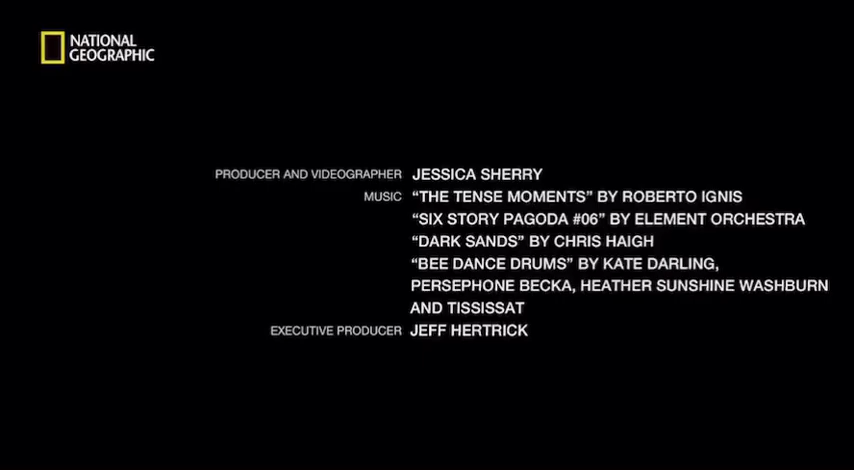 NATIONAL
GEOGRAPHIC
PRODUCER AND VIDEOGRAPHER JESSICA SHERRY
MUSIC “THE TENSE MOMENTS” BY ROBERTO IGNIS
“SIX STORY PAGODA #06” BY ELEMENT ORCHESTRA
“DARK SANDS” BY CHRIS HAIGH
“BEE DANCE DRUMS” BY KATE DARLING,
PERSEPHONE BECKA, HEATHER SUNSHINE WASHBURN
AND TISSISSAT
EXECUTIVE PRODUCER JEFF HERTRICK